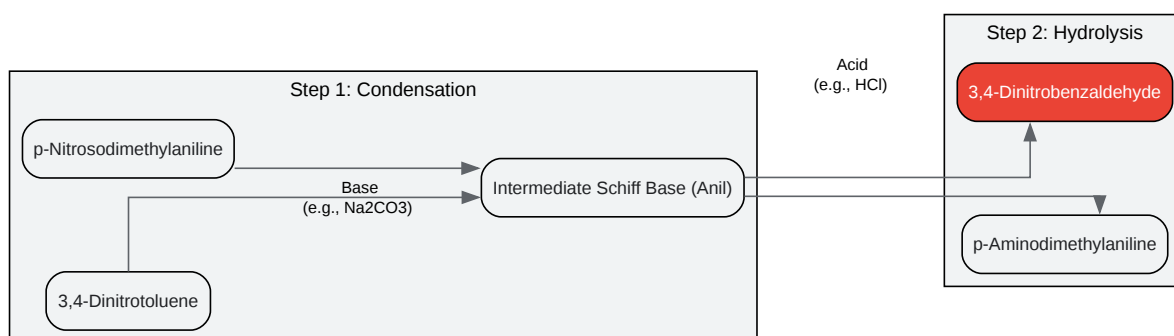 Step 1: Condensation
p-Nitrosodimethylaniline
3,4-Dinitrotoluene
Base
(e.g., Na2CO3)
Intermediate Schiff Base (Anil)
Acid
(e.g., HCl)
Step 2: Hydrolysis
3,4-Dinitrobenzaldehyde
p-Aminodimethylaniline